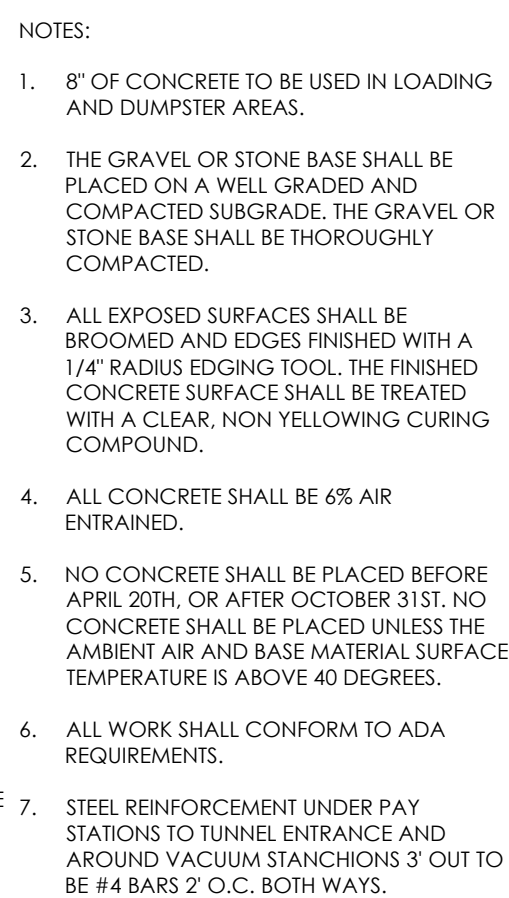 NOTES:
1. 8" OF CONCRETE TO BE USED IN LOADING
AND DUMPSTER AREAS.
2. THE GRAVEL OR STONE BASE SHALL BE
PLACED ON A WELL GRADED AND
COMPACTED SUBGRADE. THE GRAVEL OR
STONE BASE SHALL BE THOROUGHLY
COMPACTED.
3. ALL EXPOSED SURFACES SHALL BE
BROOMED AND EDGES FINISHED WITH A
1/4" RADIUS EDGING TOOL. THE FINISHED
CONCRETE SURFACE SHALL BE TREATED
WITH A CLEAR, NON YELLOWING CURING
COMPOUND.
4. ALL CONCRETE SHALL BE 6% AIR
ENTRAINED.
5. NO CONCRETE SHALL BE PLACED BEFORE
APRIL 20TH, OR AFTER OCTOBER 31ST. NO
CONCRETE SHALL BE PLACED UNLESS THE
AMBIENT AIR AND BASE MATERIAL SURFACE
TEMPERATURE IS ABOVE 40 DEGREES.
6. ALL WORK SHALL CONFORM TO ADA
REQUIREMENTS.
7. STEEL REINFORCEMENT UNDER PAY
STATIONS TO TUNNEL ENTRANCE AND
AROUND VACUUM STANCHIONS 3' OUT TO
BE #4 BARS 2' O.C. BOTH WAYS.